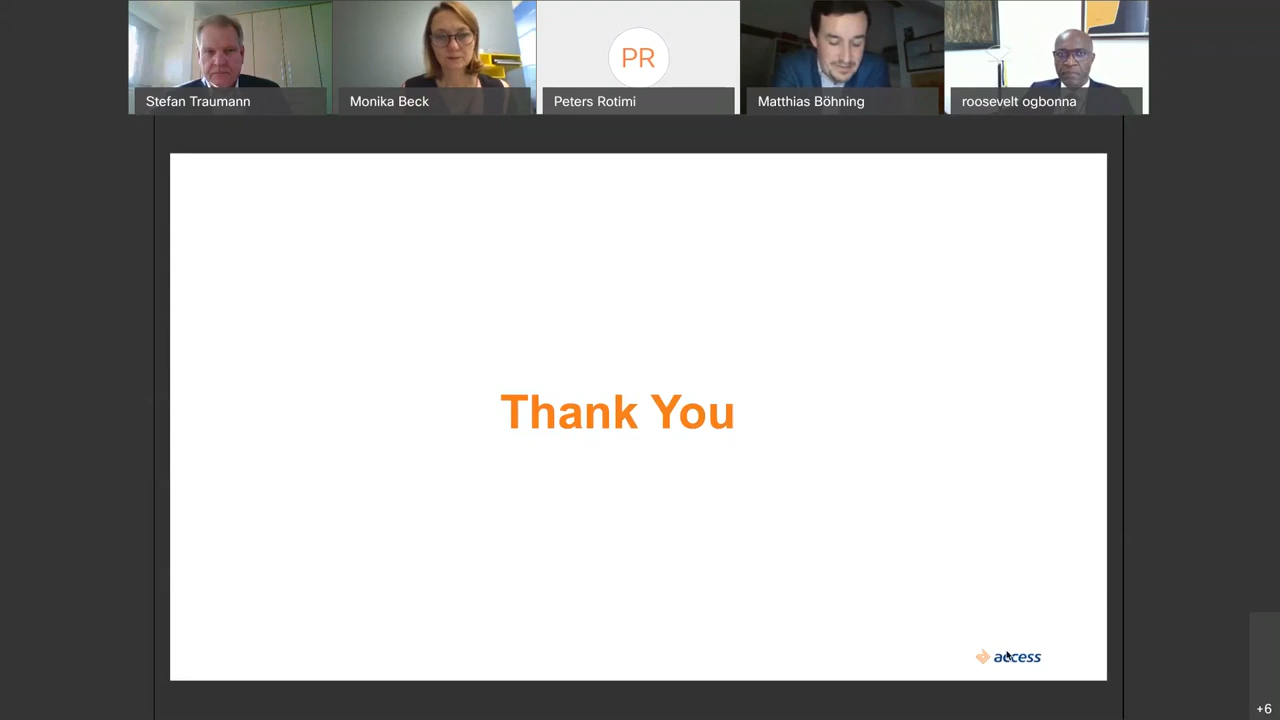 Stefan Traumann
Monika Beck
PR
Peters Rotimi
Matthias Böhning
roosevelt ogbonna
Thank You
access
+6